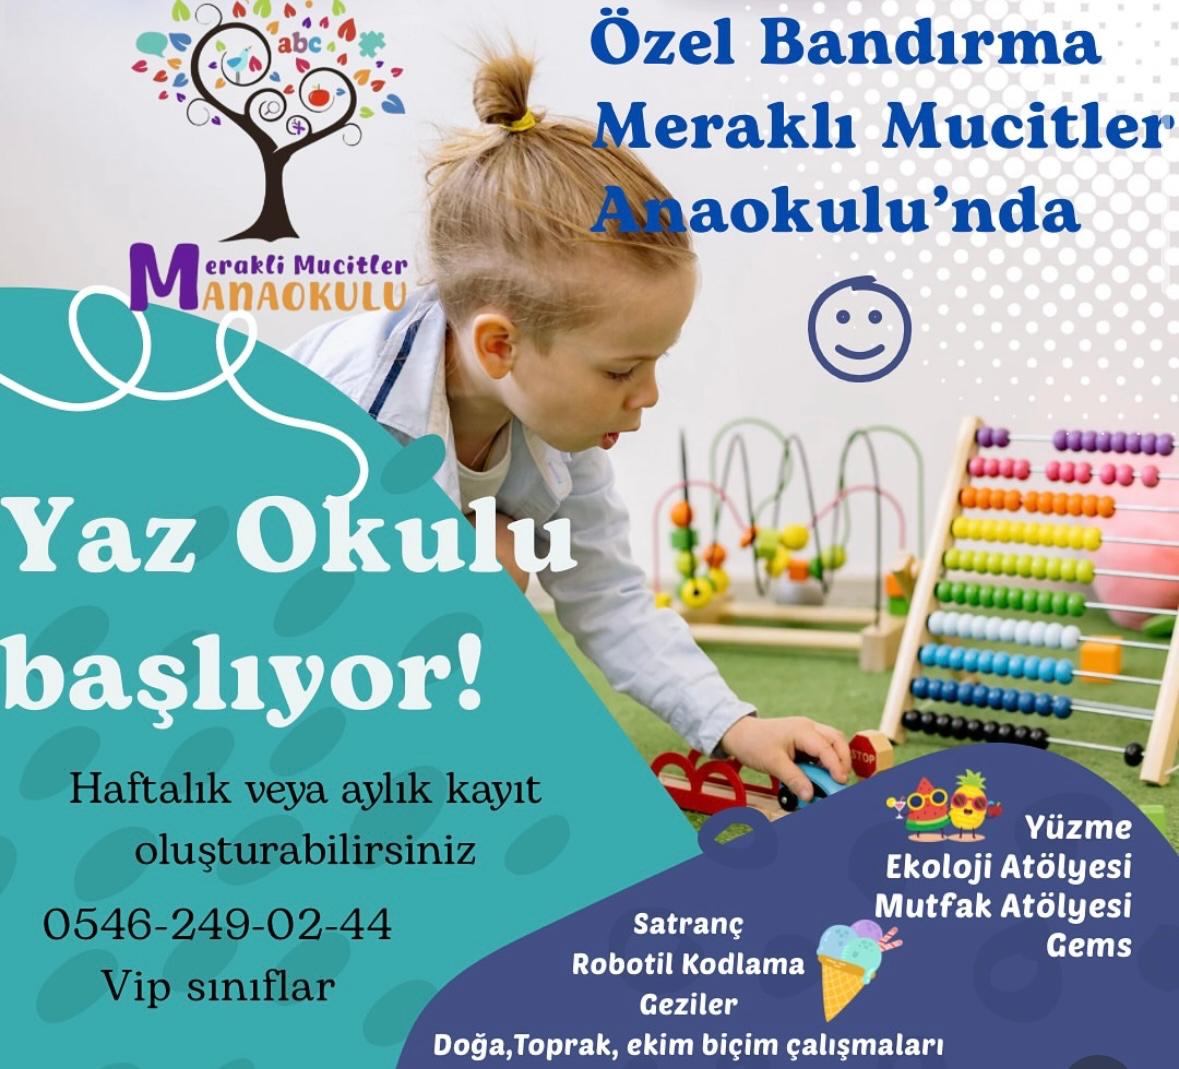 abc
Merakli Mucitler
ANAOKULU
Özel Bandırma
Meraklı Mucitler
Anaokulu’nda
Yaz Okulu
başlıyor!
Haftalık veya aylık kayıt
oluşturabilirsiniz
0546-249-02-44
Vip sınıflar
STOP
Yüzme
Ekoloji Atölyesi
Mutfak Atölyesi
Gems
Satranç
Robotil Kodlama
Geziler
Doğa,Toprak, ekim biçim çalışmaları